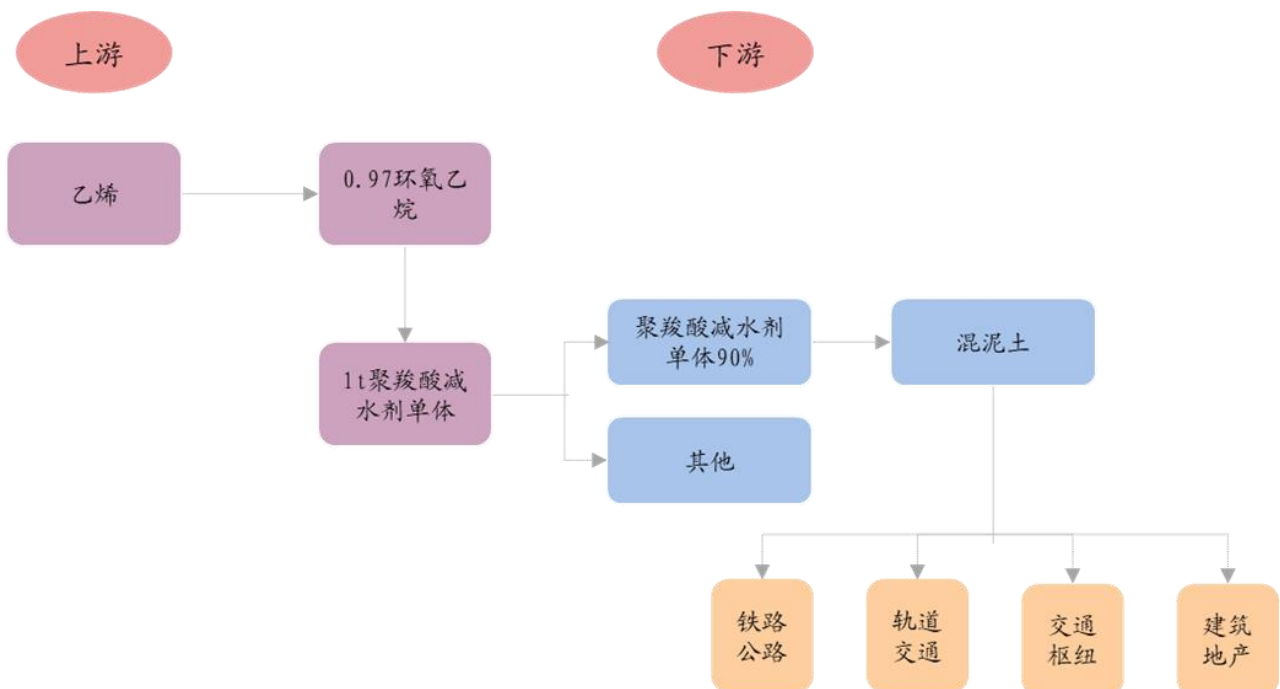 上游
下游
乙烯
0.97环氧乙
烷
1t聚羧酸减
水剂单体
聚羧酸减水剂
单体90%
混泥土
其他
铁路
公路
轨道
交通
交通
枢纽
建筑
地产